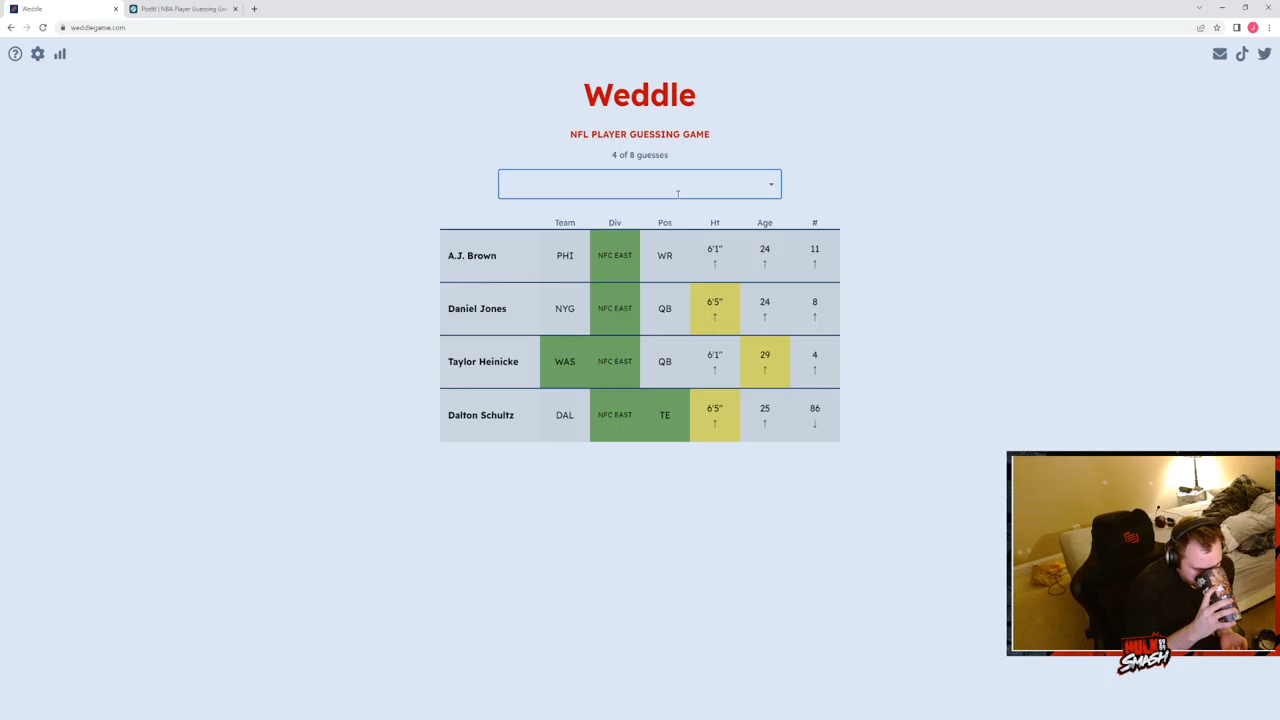 Weddle
Poeltl | NBA Player Guessing Ga
weddlegame.com
J
Weddle
NFL PLAYER GUESSING GAME
4 of 8 guesses
Team Div Pos Ht Age #
A.J. Brown PHI NFC EAST WR 6'1" ↑ 24 ↑ 11 ↑
Daniel Jones NYG NFC EAST QB 6'5" ↑ 24 ↑ 8 ↑
Taylor Heinicke WAS NFC EAST QB 6'1" ↑ 29 ↑ 4 ↑
Dalton Schultz DAL NFC EAST TE 6'5" ↑ 25 ↑ 86 ↓
HULK
SMASH